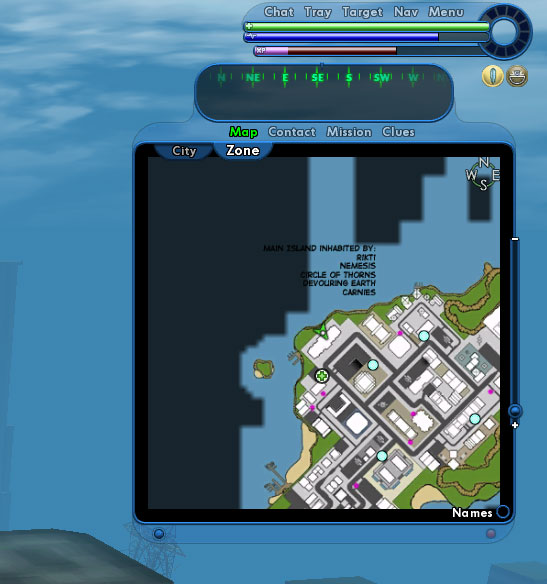 Chat Tray Target Nav Menu
XP
N NE E SE S SW W N
Map Contact Mission Clues
City Zone
N
W E
S
MAIN ISLAND INHABITED BY:
RIKTI
NEMESIS
CIRCLE OF THORNS
DEVOURING EARTH
CARNIES
Names